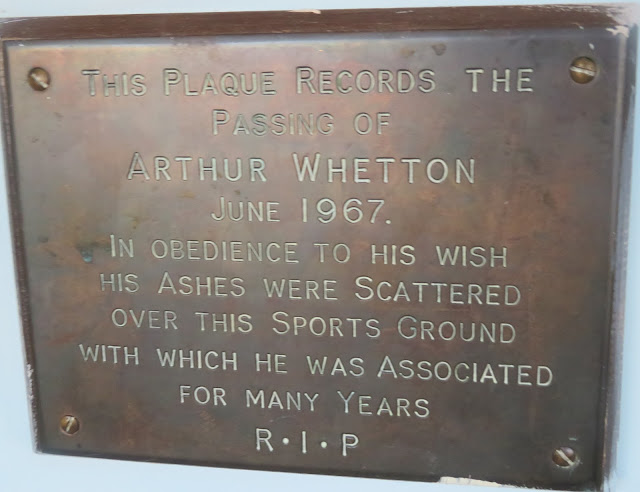 This Plaque Records the
Passing of
Arthur Whetton
June 1967.
In obedience to his wish
his Ashes were Scattered
over this Sports Ground
with which he was Associated
for many Years
R·I·P